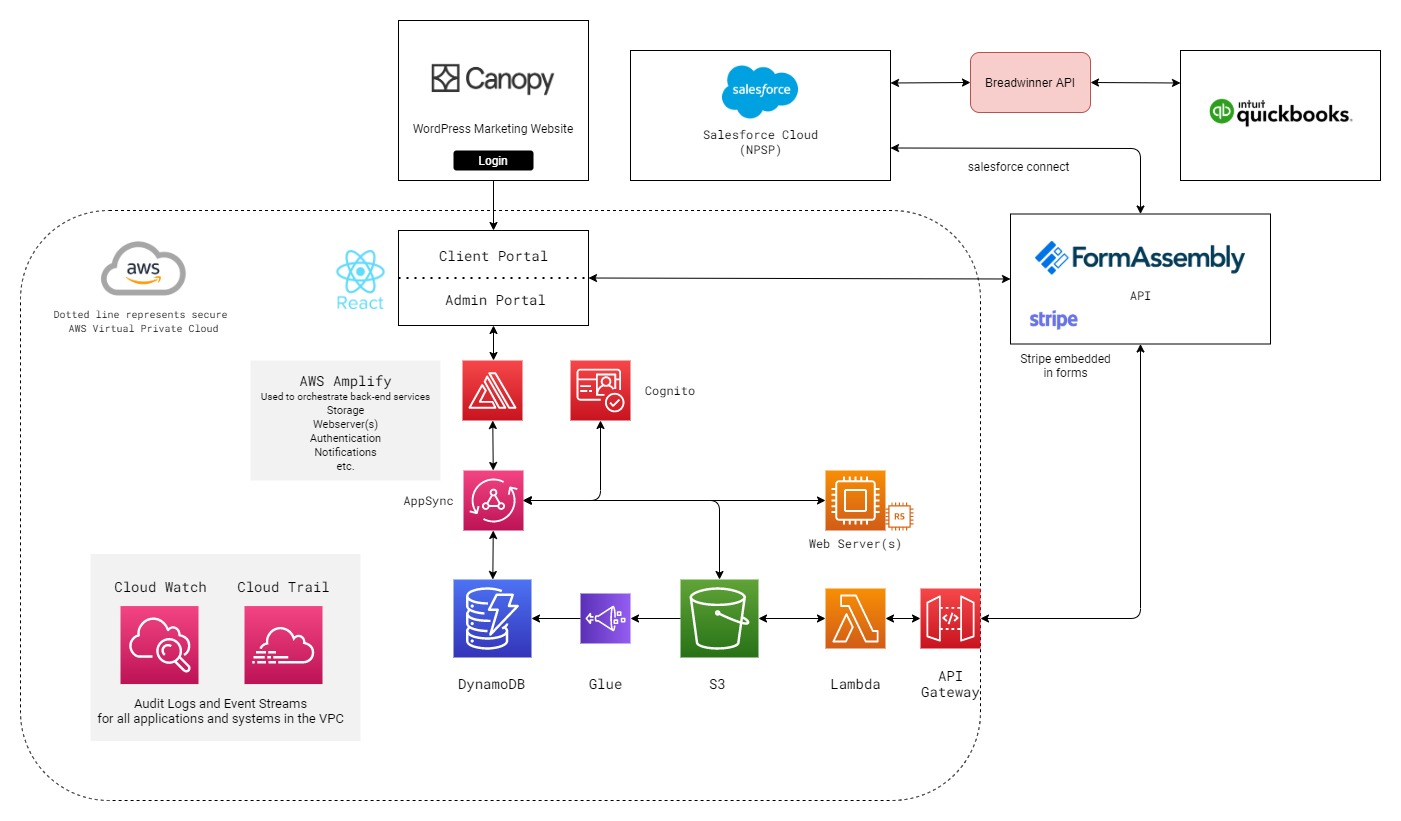 Canopy
WordPress Marketing Website
Login
salesforce
Salesforce Cloud
(NPSP)
Breadwinner API
qb
intuit
quickbooks.
salesforce connect
aws
Dotted line represents secure
AWS Virtual Private Cloud
React
Client Portal
Admin Portal
FormAssembly
API
stripe
Stripe embedded
in forms
AWS Amplify
Used to orchestrate back-end services
Storage
Webserver(s)
Authentication
Notifications
etc.
Cognito
AppSync
R5
Web Server(s)
Cloud Watch
Cloud Trail
Audit Logs and Event Streams
for all applications and systems in the VPC
DynamoDB
Glue
S3
Lambda
</>
API
Gateway